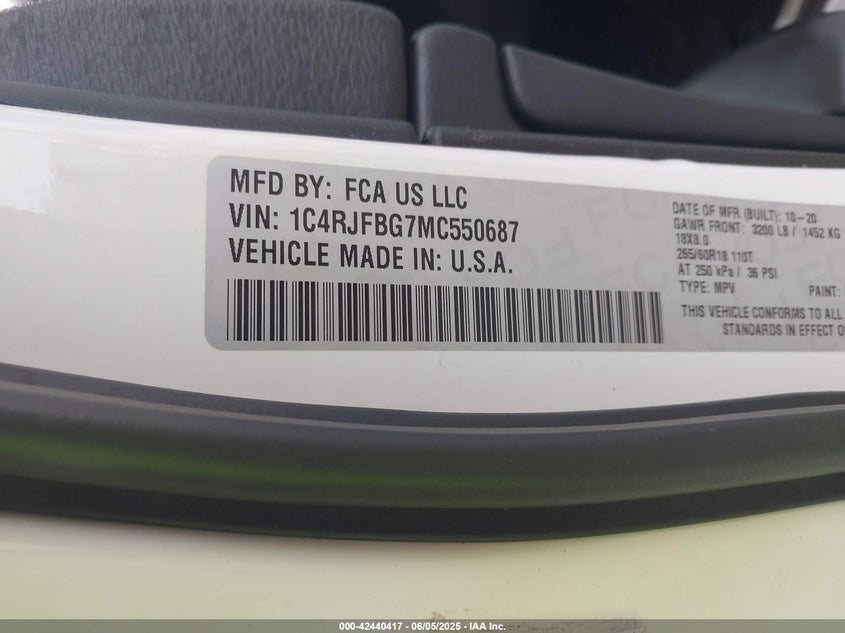 MFD BY: FCA US LLC
VIN: 1C4RJFBG7MC550687
VEHICLE MADE IN: U.S.A.
DATE OF MFR (BUILT): 10-20
GAWR FRONT: 3200 LB / 1452 KG
18X8.0
265/60R18 110T
AT 250 kPa / 36 PSI
TYPE: MPV PAINT:
THIS VEHICLE CONFORMS TO ALL
STANDARDS IN EFFECT O
000-42440417 - 06/05/2025 - IAA Inc.